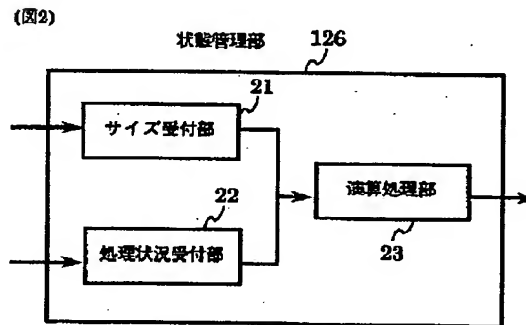 (図2)
状態管理部
126
21
サイズ受付部
22
処理状況受付部
演算処理部
23